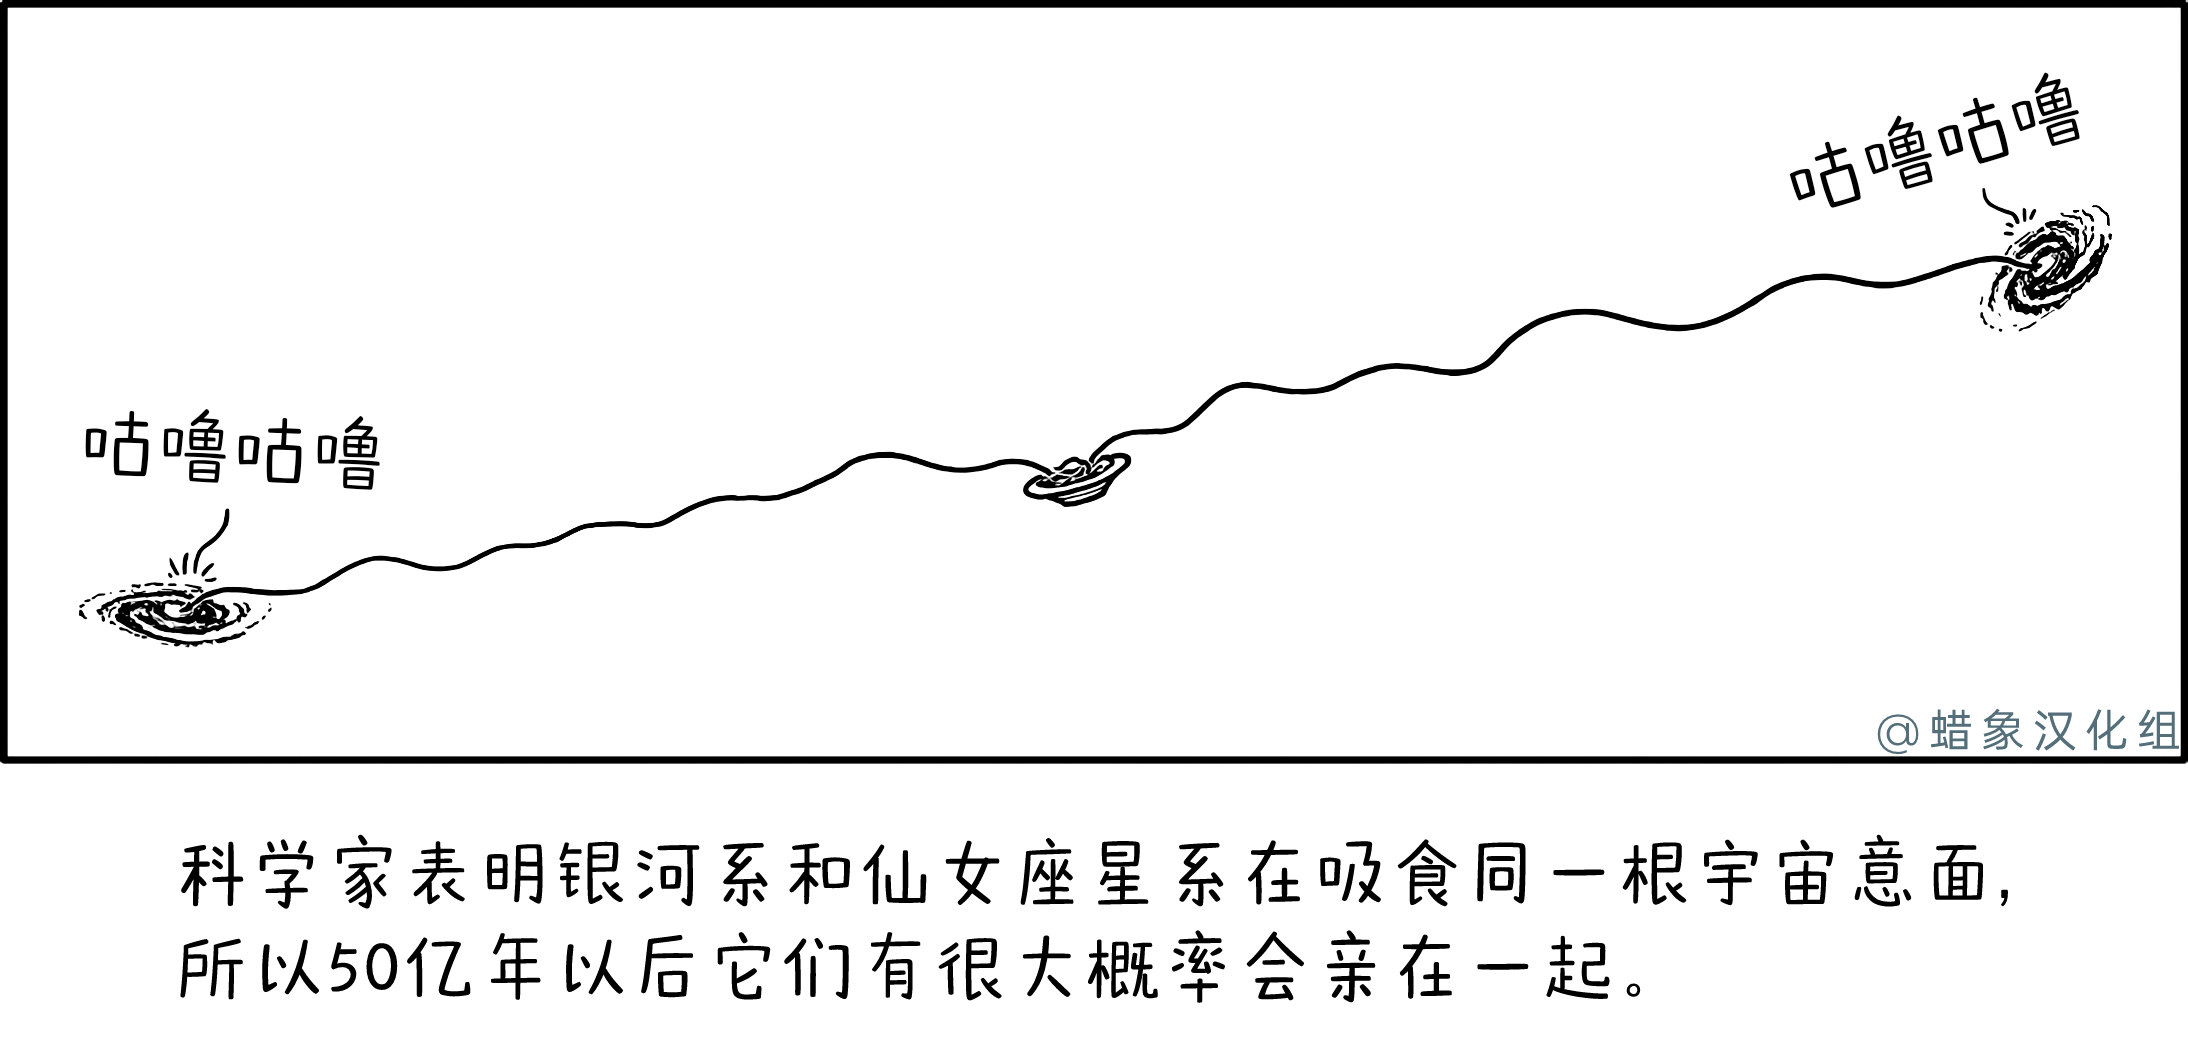 咕噜咕噜
咕噜咕噜
@蜡象汉化组
科学家表明银河系和仙女座星系在吸食同一根宇宙意面,
所以50亿年以后它们有很大概率会亲在一起。